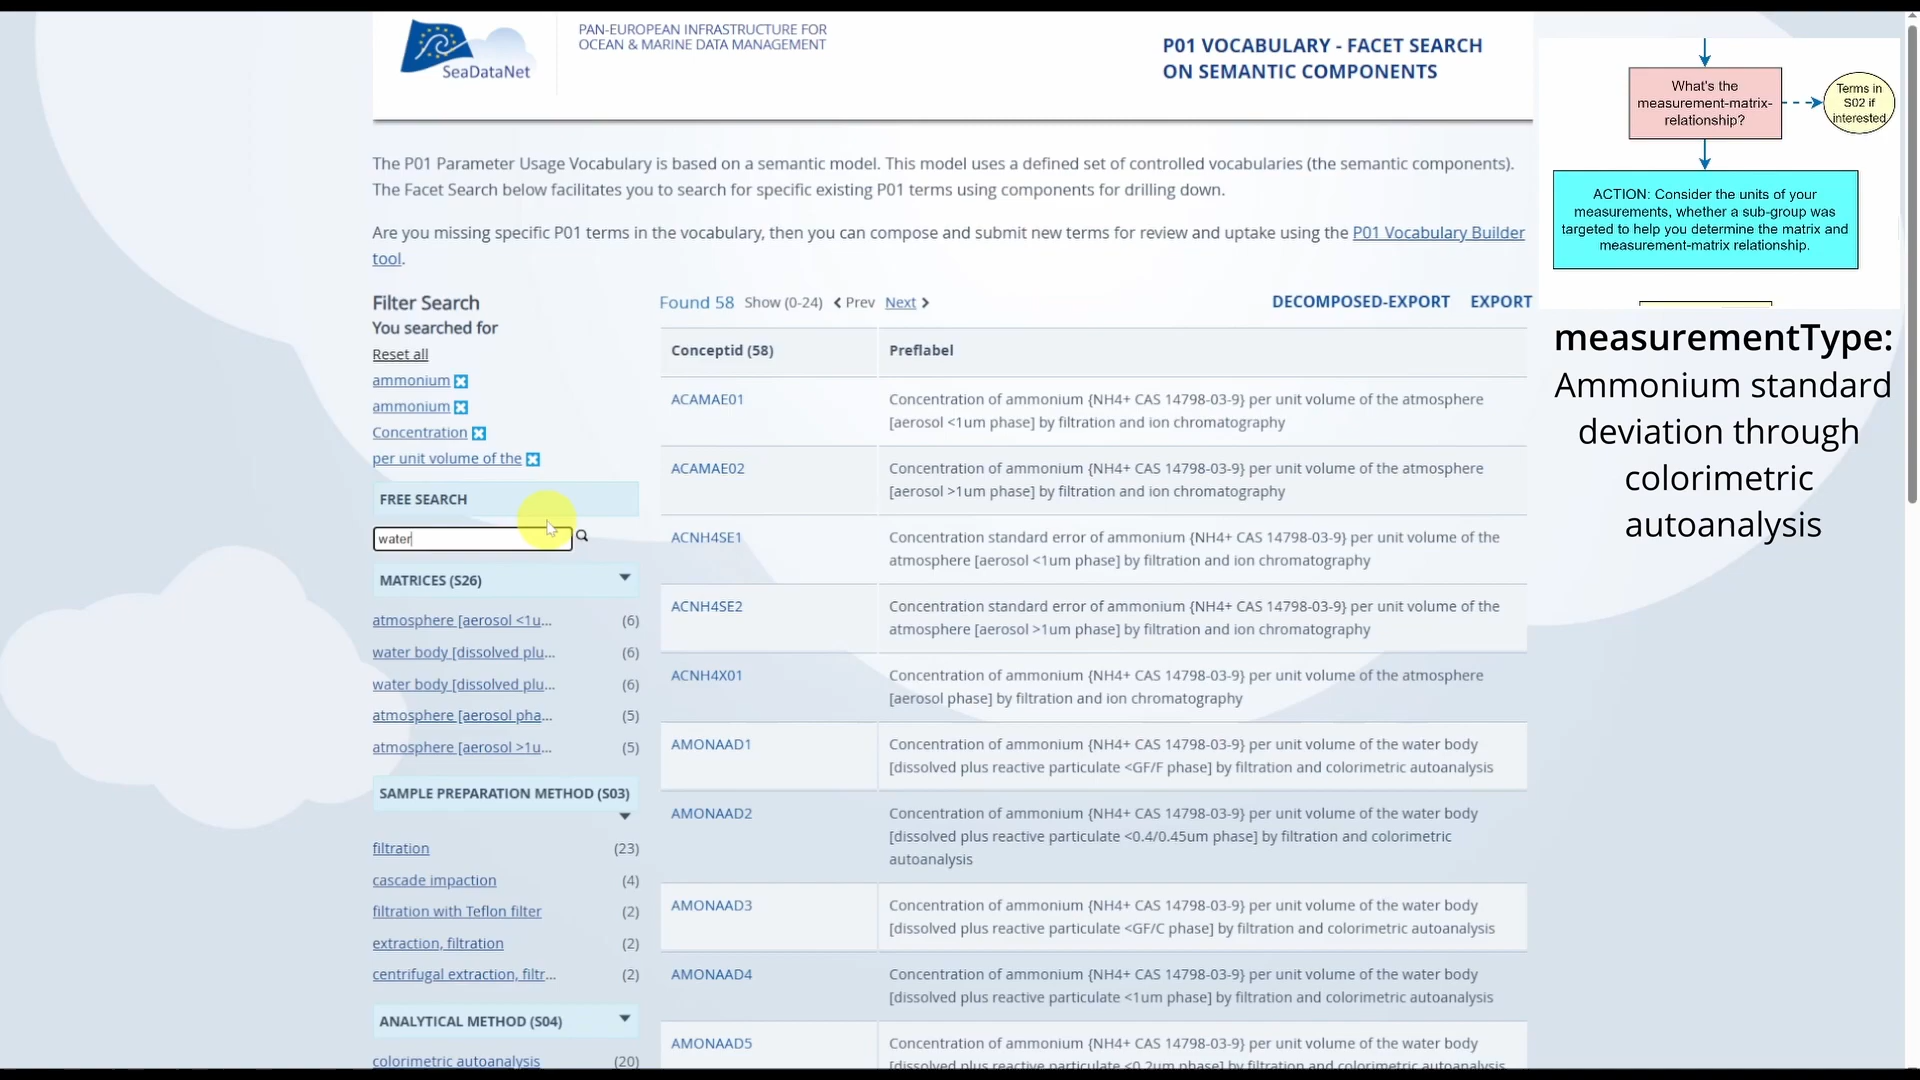 SeaDataNet
PAN-EUROPEAN INFRASTRUCTURE FOR
OCEAN & MARINE DATA MANAGEMENT
P01 VOCABULARY - FACET SEARCH
ON SEMANTIC COMPONENTS
The P01 Parameter Usage Vocabulary is based on a semantic model. This model uses a defined set of controlled vocabularies (the semantic components).
The Facet Search below facilitates you to search for specific existing P01 terms using components for drilling down.
Are you missing specific P01 terms in the vocabulary, then you can compose and submit new terms for review and uptake using the P01 Vocabulary Builder
tool.
Filter Search
You searched for
Reset all
ammonium
ammonium
Concentration
per unit volume of the
FREE SEARCH
water
MATRICES (S26)
atmosphere [aerosol <1u... (6)
water body [dissolved plu... (6)
water body [dissolved plu... (6)
atmosphere [aerosol pha... (5)
atmosphere [aerosol >1u... (5)
SAMPLE PREPARATION METHOD (S03)
filtration (23)
cascade impaction (4)
filtration with Teflon filter (2)
extraction, filtration (2)
centrifugal extraction, filtr... (2)
ANALYTICAL METHOD (S04)
colorimetric autoanalysis (20)
Found 58 Show (0-24) Prev Next
DECOMPOSED-EXPORT EXPORT
Conceptid (58) Preflabel
ACAMAE01 Concentration of ammonium {NH4+ CAS 14798-03-9} per unit volume of the atmosphere
[aerosol <1um phase] by filtration and ion chromatography
ACAMAE02 Concentration of ammonium {NH4+ CAS 14798-03-9} per unit volume of the atmosphere
[aerosol >1um phase] by filtration and ion chromatography
ACNH4SE1 Concentration standard error of ammonium {NH4+ CAS 14798-03-9} per unit volume of the
atmosphere [aerosol <1um phase] by filtration and ion chromatography
ACNH4SE2 Concentration standard error of ammonium {NH4+ CAS 14798-03-9} per unit volume of the
atmosphere [aerosol >1um phase] by filtration and ion chromatography
ACNH4X01 Concentration of ammonium {NH4+ CAS 14798-03-9} per unit volume of the atmosphere
[aerosol phase] by filtration and ion chromatography
AMONAAD1 Concentration of ammonium {NH4+ CAS 14798-03-9} per unit volume of the water body
[dissolved plus reactive particulate <GF/F phase] by filtration and colorimetric autoanalysis
AMONAAD2 Concentration of ammonium {NH4+ CAS 14798-03-9} per unit volume of the water body
[dissolved plus reactive particulate <0.4/0.45um phase] by filtration and colorimetric
autoanalysis
AMONAAD3 Concentration of ammonium {NH4+ CAS 14798-03-9} per unit volume of the water body
[dissolved plus reactive particulate <GF/C phase] by filtration and colorimetric autoanalysis
AMONAAD4 Concentration of ammonium {NH4+ CAS 14798-03-9} per unit volume of the water body
[dissolved plus reactive particulate <1um phase] by filtration and colorimetric autoanalysis
AMONAAD5 Concentration of ammonium {NH4+ CAS 14798-03-9} per unit volume of the water body
[dissolved plus reactive particulate <0.2um phase] by filtration and colorimetric autoanalysis
What's the
measurement-matrix-
relationship?
Terms in
S02 if
interested
ACTION: Consider the units of your
measurements, whether a sub-group was
targeted to help you determine the matrix and
measurement-matrix relationship.
measurementType:
Ammonium standard
deviation through
colorimetric
autoanalysis